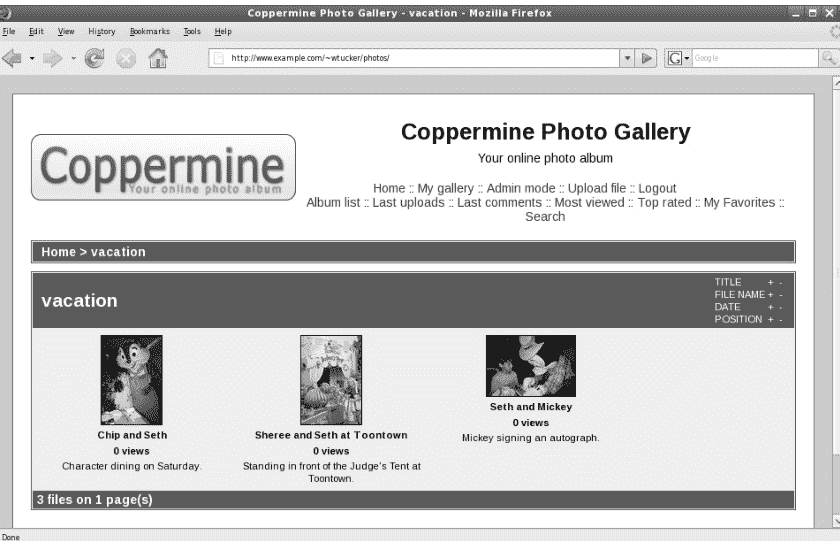 Coppermine Photo Gallery - vacation - Mozilla Firefox
File Edit View History Bookmarks Tools Help
http://www.example.com/~wtucker/photos/
G Google
Coppermine
Your online photo album
Coppermine Photo Gallery
Your online photo album
Home :: My gallery :: Admin mode :: Upload file :: Logout
Album list :: Last uploads :: Last comments :: Most viewed :: Top rated :: My Favorites ::
Search
Home > vacation
vacation
TITLE + -
FILE NAME + -
DATE + -
POSITION + -
Chip and Seth
0 views
Character dining on Saturday.
Sheree and Seth at Toontown
0 views
Standing in front of the Judge's Tent at
Toontown.
Seth and Mickey
0 views
Mickey signing an autograph.
3 files on 1 page(s)
Done